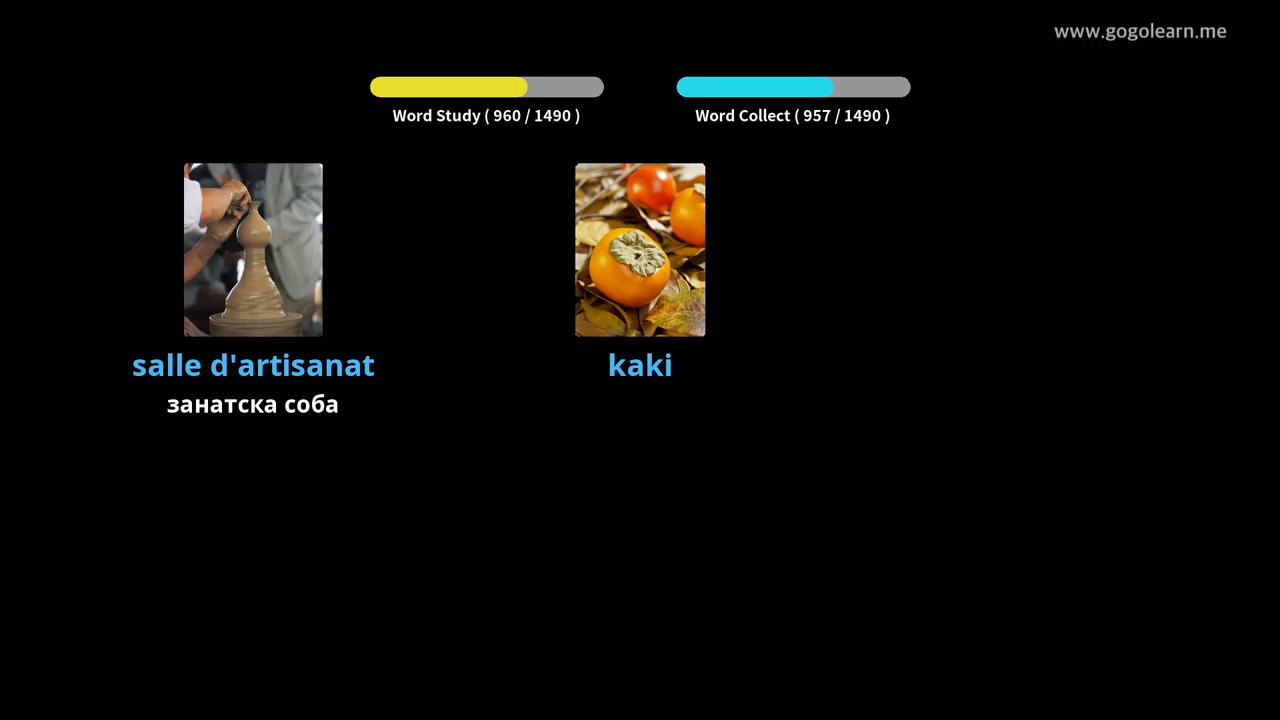 www.gogolearn.me
Word Study ( 960 / 1490 )
Word Collect ( 957 / 1490 )
salle d'artisanat
kaki
занатска соба